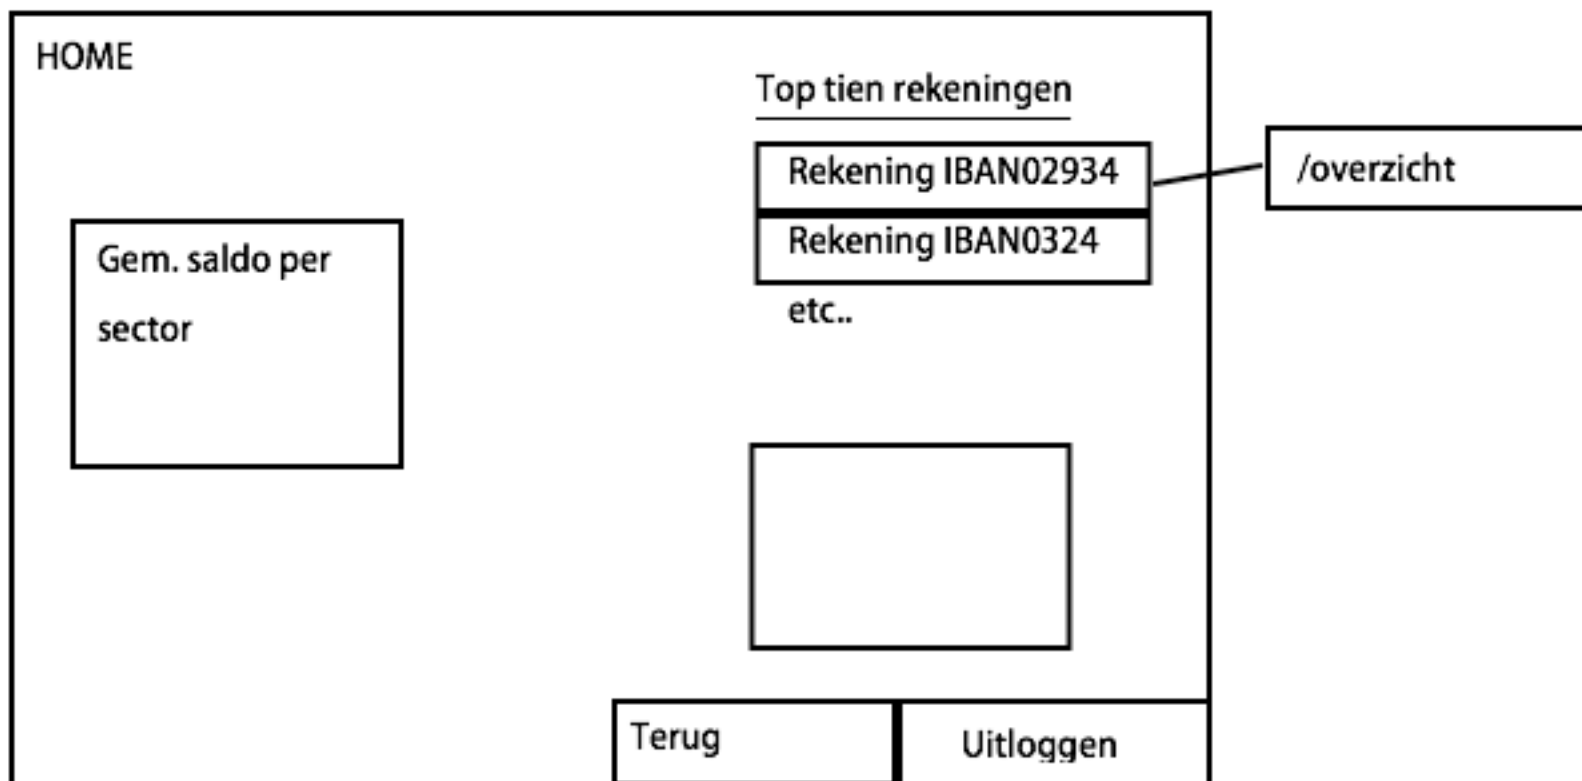 HOME
Top tien rekeningen
Rekening IBAN02934
/overzicht
Rekening IBAN0324
etc..
Gem. saldo per
sector
Terug
Uitloggen